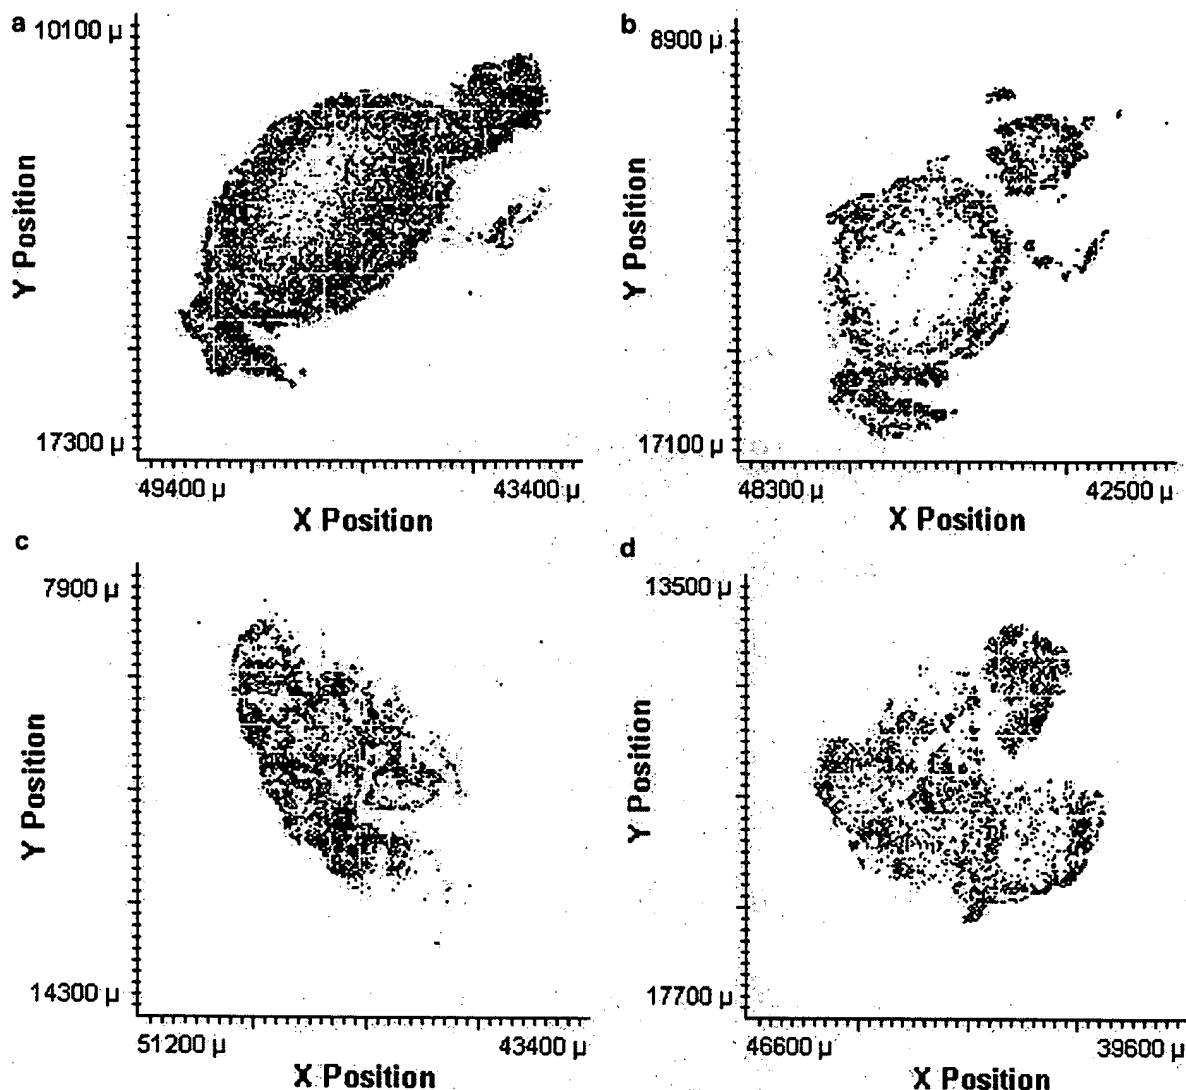 a
10100 µ
Y Position
17300 µ
49400 µ 43400 µ
X Position
b
8900 µ
Y Position
17100 µ
48300 µ 42500 µ
X Position
c
7900 µ
Y Position
14300 µ
51200 µ 43400 µ
X Position
d
13500 µ
Y Position
17700 µ
46600 µ 39600 µ
X Position